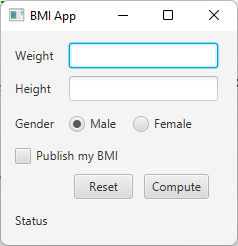 BMI App
Weight
Height
Gender Male Female
Publish my BMI
Reset Compute
Status